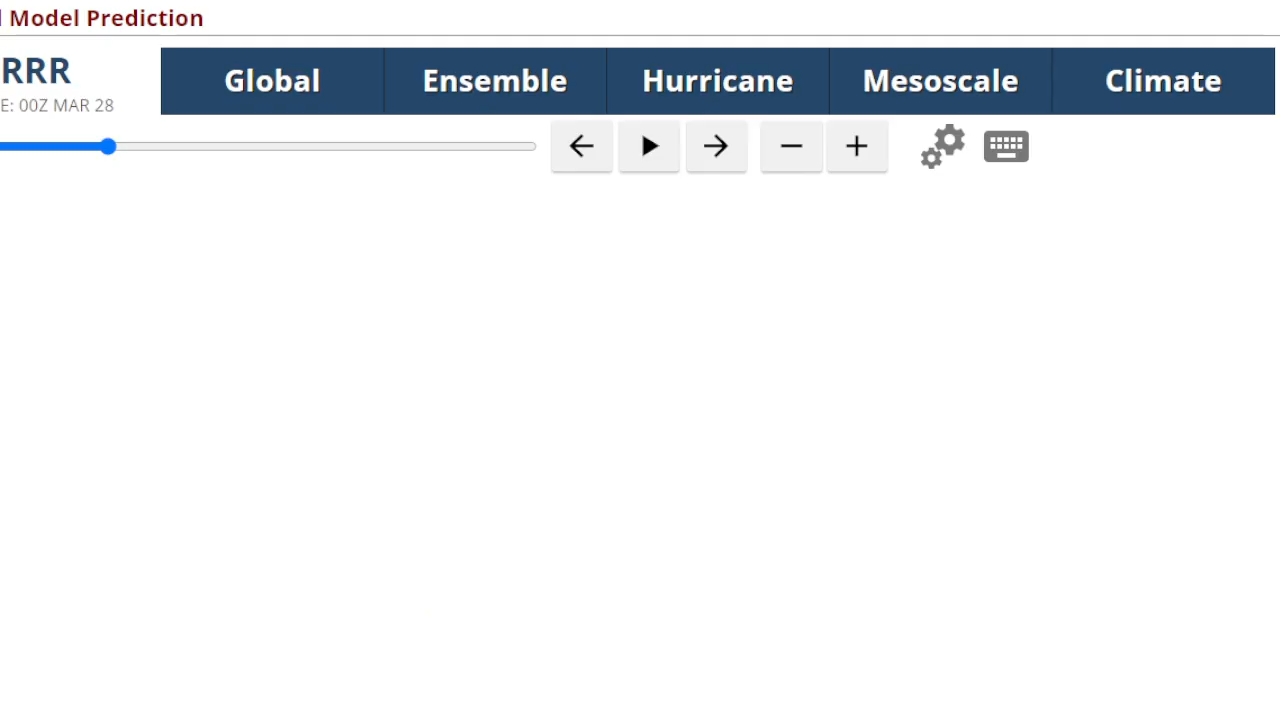 Model Prediction
RRR
E: 00Z MAR 28
Global
Ensemble
Hurricane
Mesoscale
Climate